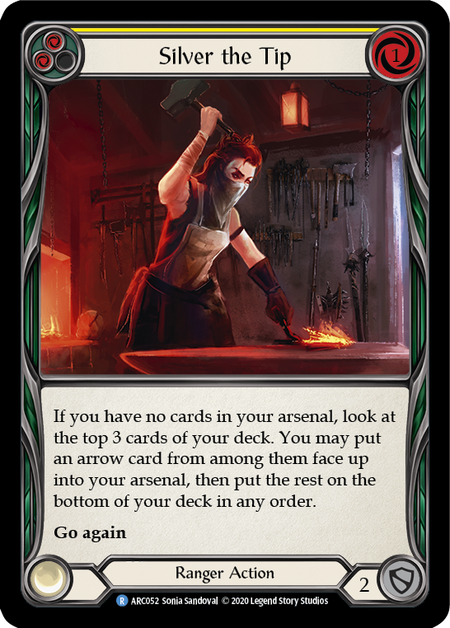 Silver the Tip
1
If you have no cards in your arsenal, look at
the top 3 cards of your deck. You may put
an arrow card from among them face up
into your arsenal, then put the rest on the
bottom of your deck in any order.
Go again
Ranger Action
2
R ARC052 Sonia Sandoval © 2020 Legend Story Studios